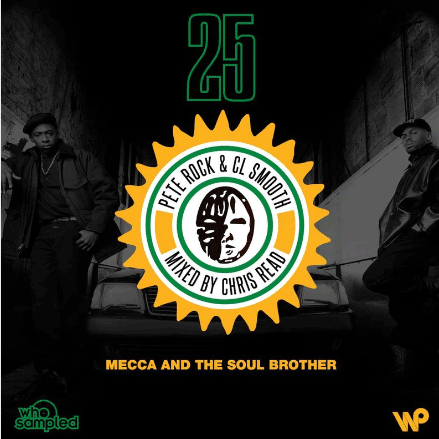 25
PETE ROCK & CL SMOOTH
MIXED BY CHRIS READ
MECCA AND THE SOUL BROTHER
who
sampled
WP